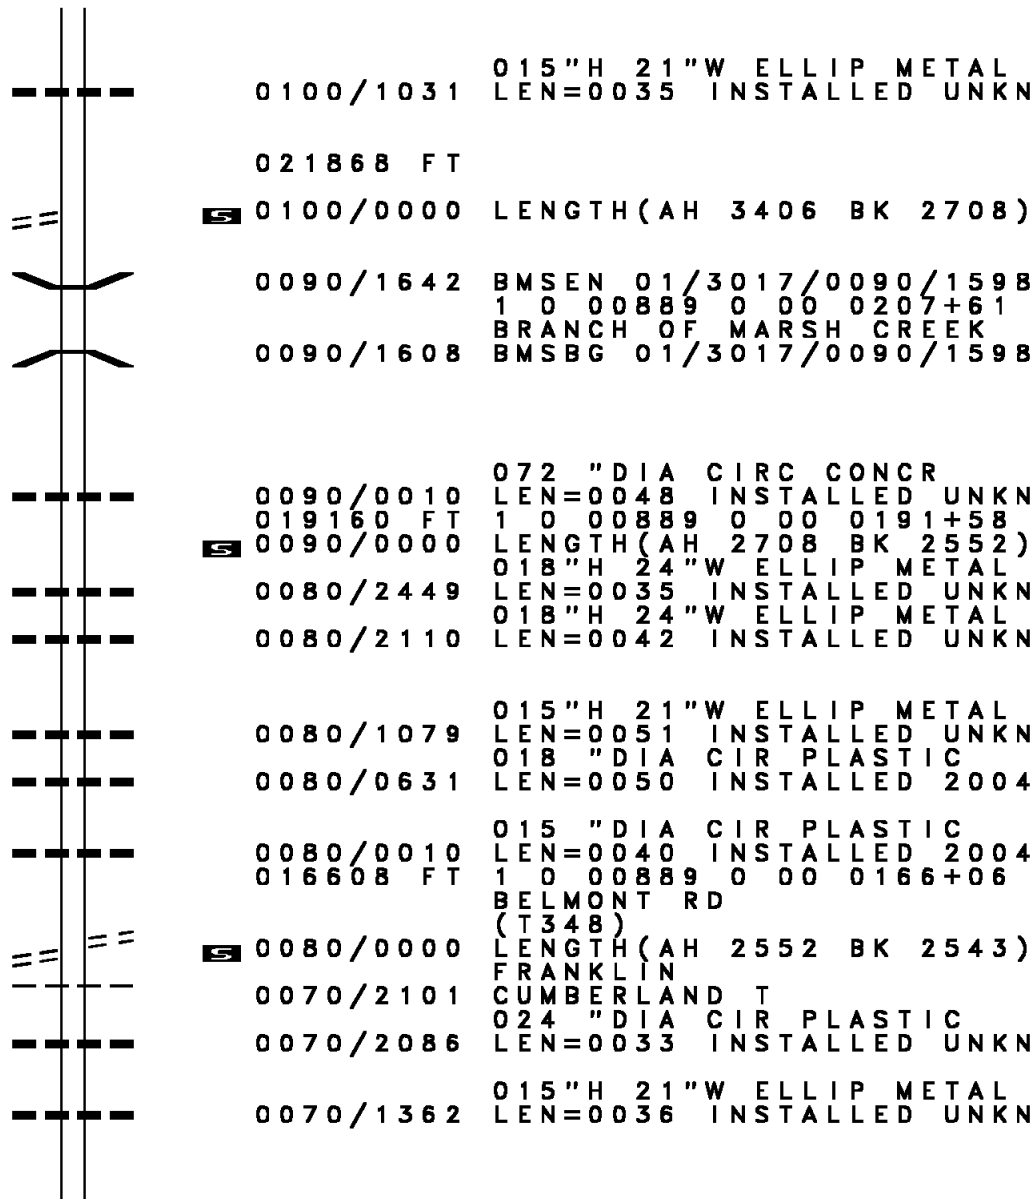 015"H 21"W ELLIP METAL
0100/1031 LEN=0035 INSTALLED UNKN
021868 FT
S 0100/0000 LENGTH(AH 3406 BK 2708)
0090/1642 BMSEN 01/3017/0090/1598
1 0 00889 0 00 0207+61
BRANCH OF MARSH CREEK
0090/1608 BMSBG 01/3017/0090/1598
072 "DIA CIRC CONCR
0090/0010 LEN=0048 INSTALLED UNKN
019160 FT 1 0 00889 0 00 0191+58
S 0090/0000 LENGTH(AH 2708 BK 2552)
018"H 24"W ELLIP METAL
0080/2449 LEN=0035 INSTALLED UNKN
018"H 24"W ELLIP METAL
0080/2110 LEN=0042 INSTALLED UNKN
015"H 21"W ELLIP METAL
0080/1079 LEN=0051 INSTALLED UNKN
018 "DIA CIR PLASTIC
0080/0631 LEN=0050 INSTALLED 2004
015 "DIA CIR PLASTIC
0080/0010 LEN=0040 INSTALLED 2004
016608 FT 1 0 00889 0 00 0166+06
BELMONT RD
(T348)
S 0080/0000 LENGTH(AH 2552 BK 2543)
FRANKLIN
0070/2101 CUMBERLAND T
024 "DIA CIR PLASTIC
0070/2086 LEN=0033 INSTALLED UNKN
015"H 21"W ELLIP METAL
0070/1362 LEN=0036 INSTALLED UNKN